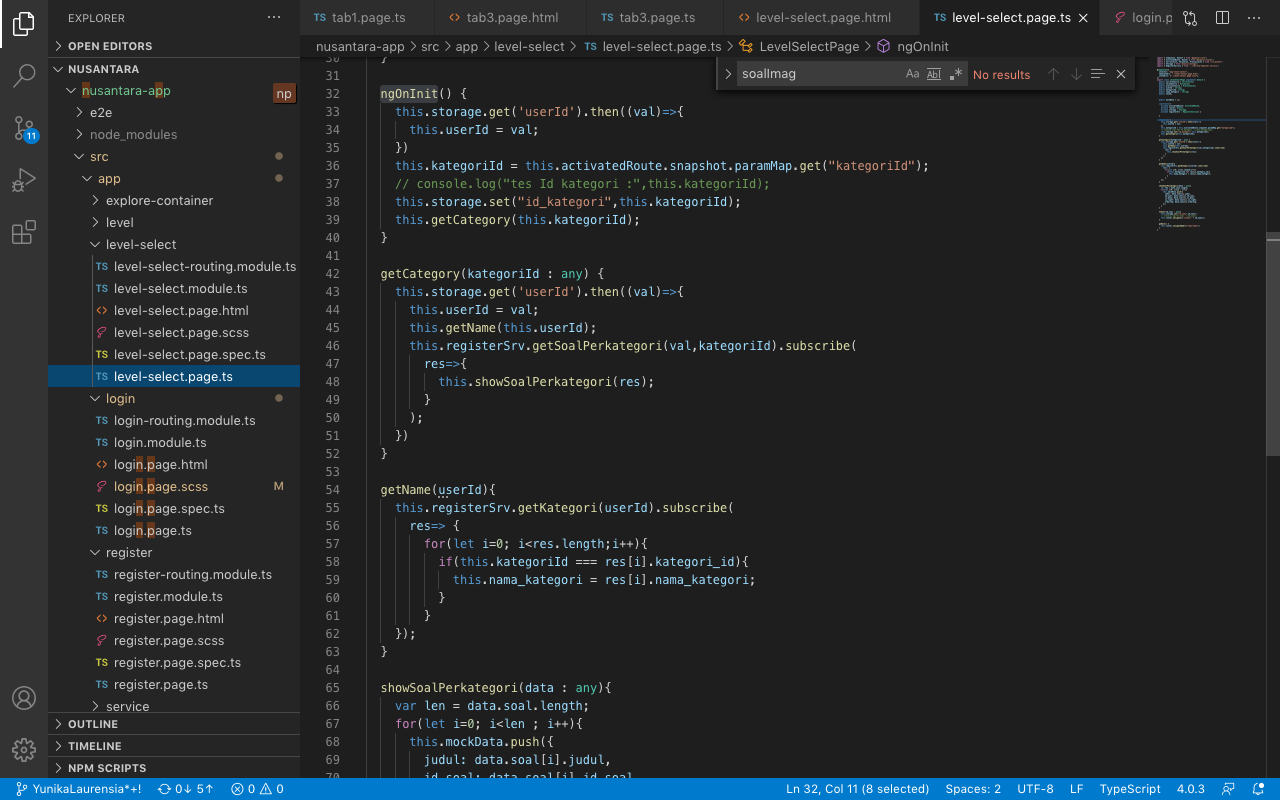 EXPLORER
OPEN EDITORS
NUSANTARA
nusantara-app
np
e2e
node_modules
src
app
explore-container
level
level-select
TS level-select-routing.module.ts
TS level-select.module.ts
<> level-select.page.html
level-select.page.scss
TS level-select.page.spec.ts
TS level-select.page.ts
login
TS login-routing.module.ts
TS login.module.ts
<> login.page.html
login.page.scss M
TS login.page.spec.ts
TS login.page.ts
register
TS register-routing.module.ts
TS register.module.ts
<> register.page.html
register.page.scss
TS register.page.spec.ts
TS register.page.ts
service
OUTLINE
TIMELINE
NPM SCRIPTS
11
TS tab1.page.ts
<> tab3.page.html
TS tab3.page.ts
<> level-select.page.html
TS level-select.page.ts
login.p
nusantara-app > src > app > level-select > TS level-select.page.ts > LevelSelectPage > ngOnInit
soalImag Aa Abl .* No results
30 }
31
32 ngOnInit() {
33 this.storage.get('userId').then((val)=>{
34 this.userId = val;
35 })
36 this.kategoriId = this.activatedRoute.snapshot.paramMap.get("kategoriId");
37 // console.log("tes Id kategori :",this.kategoriId);
38 this.storage.set("id_kategori",this.kategoriId);
39 this.getCategory(this.kategoriId);
40 }
41
42 getCategory(kategoriId : any) {
43 this.storage.get('userId').then((val)=>{
44 this.userId = val;
45 this.getName(this.userId);
46 this.registerSrv.getSoalPerkategori(val,kategoriId).subscribe(
47 res=>{
48 this.showSoalPerkategori(res);
49 }
50 );
51 })
52 }
53
54 getName(userId){
55 this.registerSrv.getKategori(userId).subscribe(
56 res=> {
57 for(let i=0; i<res.length;i++){
58 if(this.kategoriId === res[i].kategori_id){
59 this.nama_kategori = res[i].nama_kategori;
60 }
61 }
62 });
63 }
64
65 showSoalPerkategori(data : any){
66 var len = data.soal.length;
67 for(let i=0; i<len ; i++){
68 this.mockData.push({
69 judul: data.soal[i].judul,
70 id_soal: data.soal[i].id_soal,
YunikaLaurensia*+! 0↓ 5↑ 0 0 Ln 32, Col 11 (8 selected) Spaces: 2 UTF-8 LF TypeScript 4.0.3